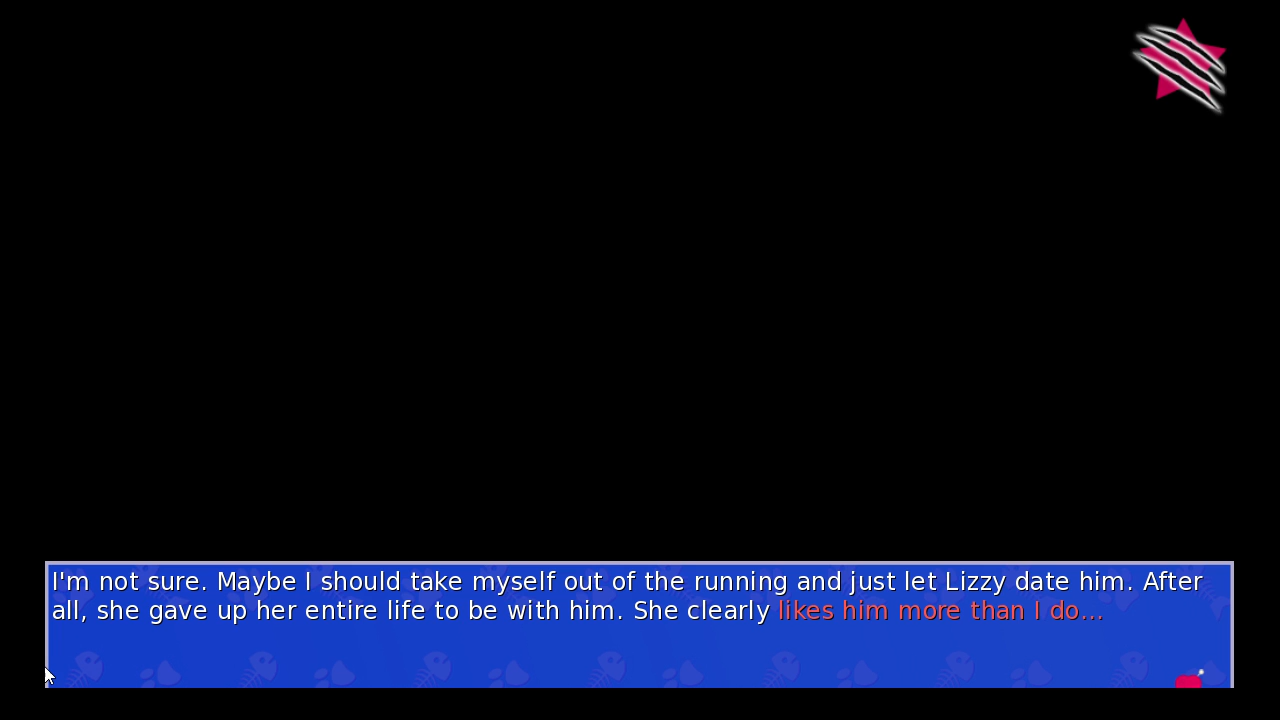 I'm not sure. Maybe I should take myself out of the running and just let Lizzy date him. After
all, she gave up her entire life to be with him. She clearly likes him more than I do...